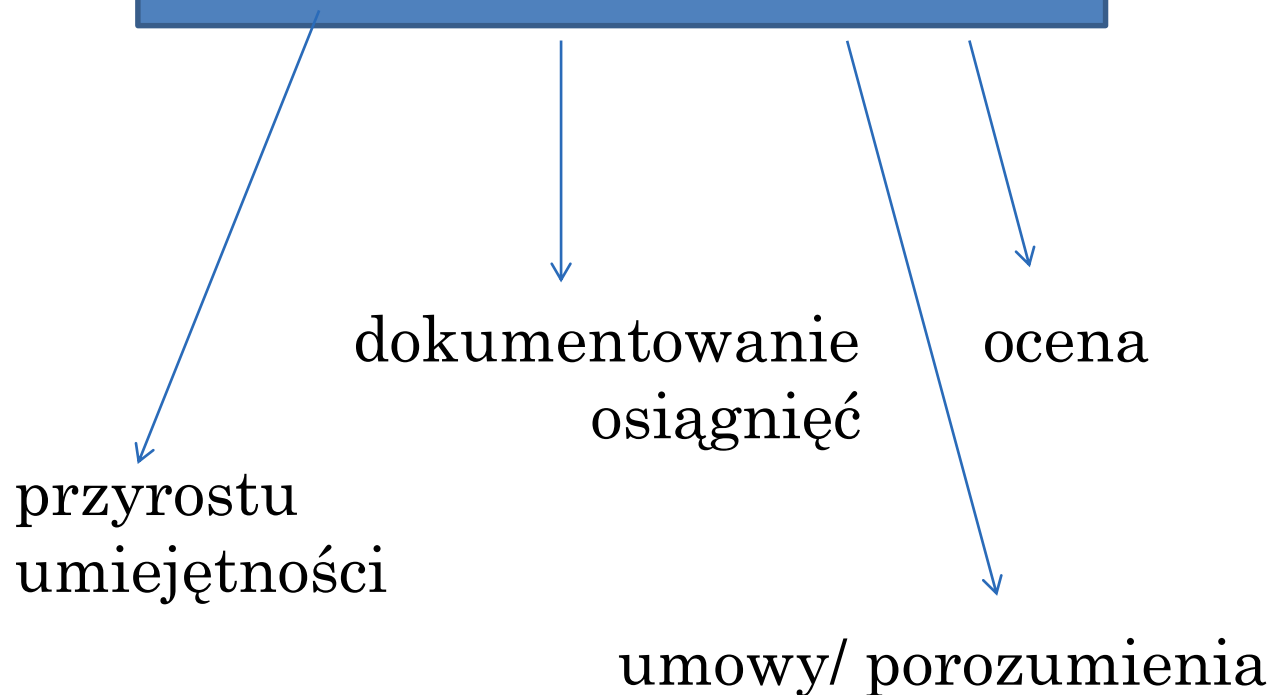 dokumentowanie
osiągnięć
ocena
przyrostu
umiejętności
umowy/ porozumienia